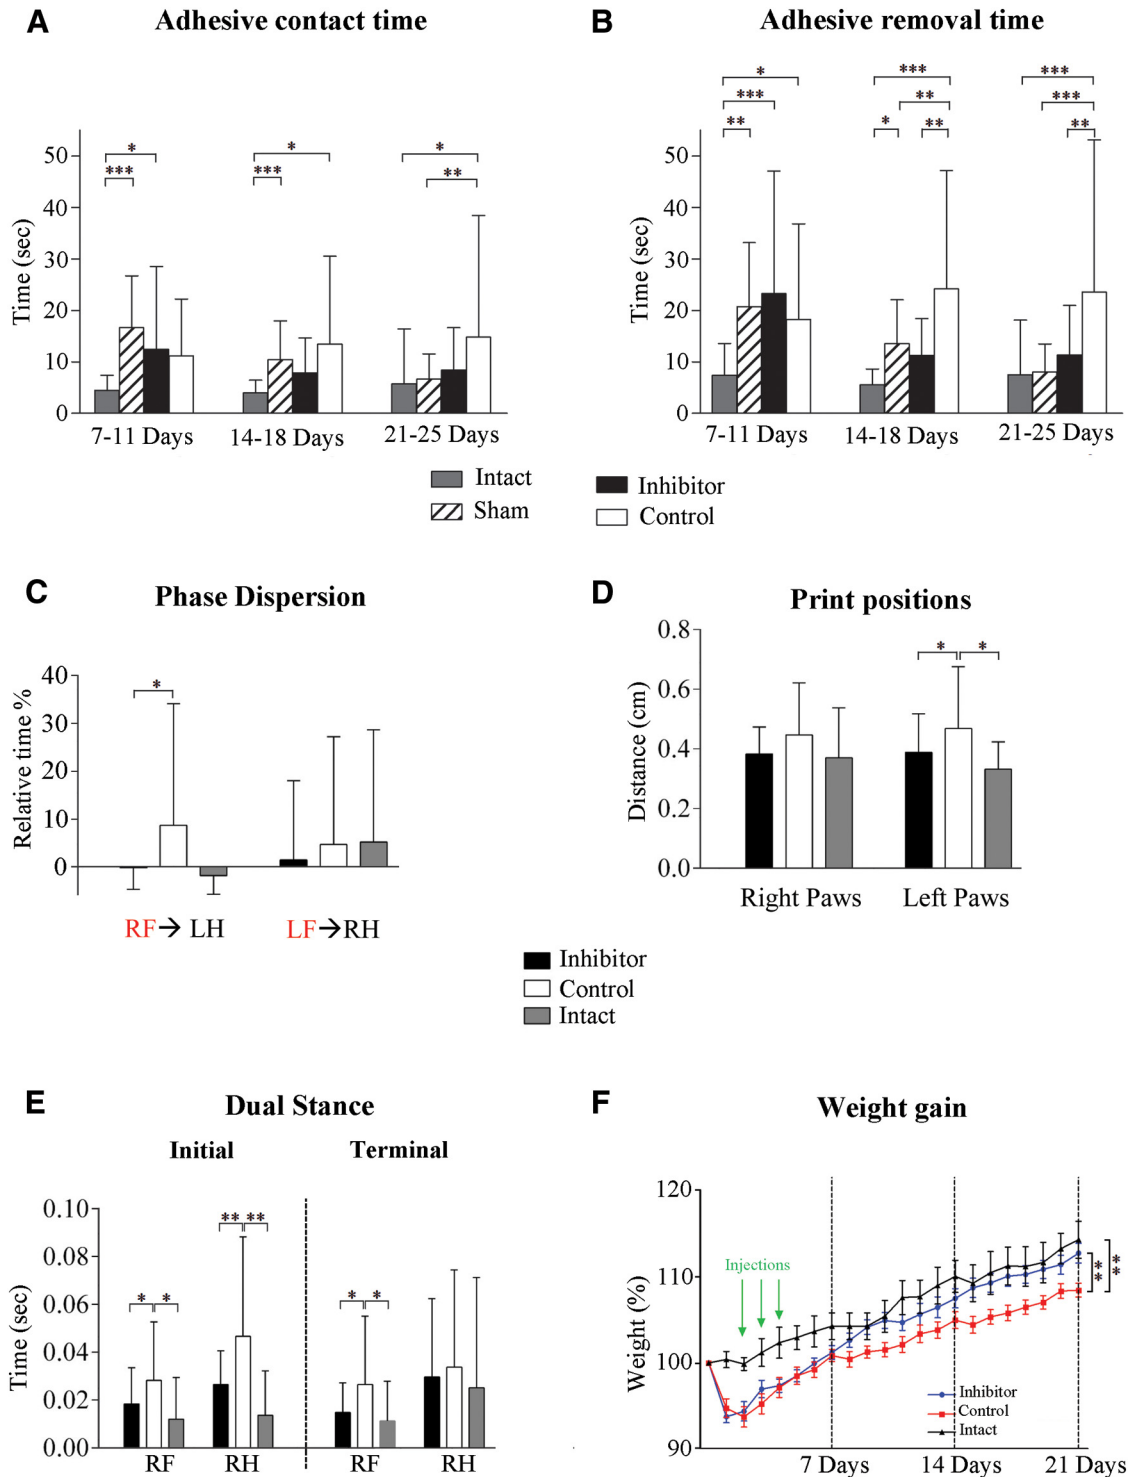 A Adhesive contact time
* 
***
*
***
*
**
50
40
30
20
10
0
Time (sec)
7-11 Days 14-18 Days 21-25 Days
B Adhesive removal time
*
***
**
***
**
* **
***
***
**
50
40
30
20
10
0
Time (sec)
7-11 Days 14-18 Days 21-25 Days
Intact
Sham
Inhibitor
Control
C Phase Dispersion
*
40
30
20
10
0
Relative time %
RF→ LH LF→RH
D Print positions
* *
0.8
0.6
0.4
0.2
0.0
Distance (cm)
Right Paws Left Paws
Inhibitor
Control
Intact
E Dual Stance
Initial Terminal
** **
* * * *
0.10
0.08
0.06
0.04
0.02
0.00
Time (sec)
RF RH RF RH
F Weight gain
120
110
100
90
Weight (%)
Injections
**
**
Inhibitor
Control
Intact
7 Days 14 Days 21 Days